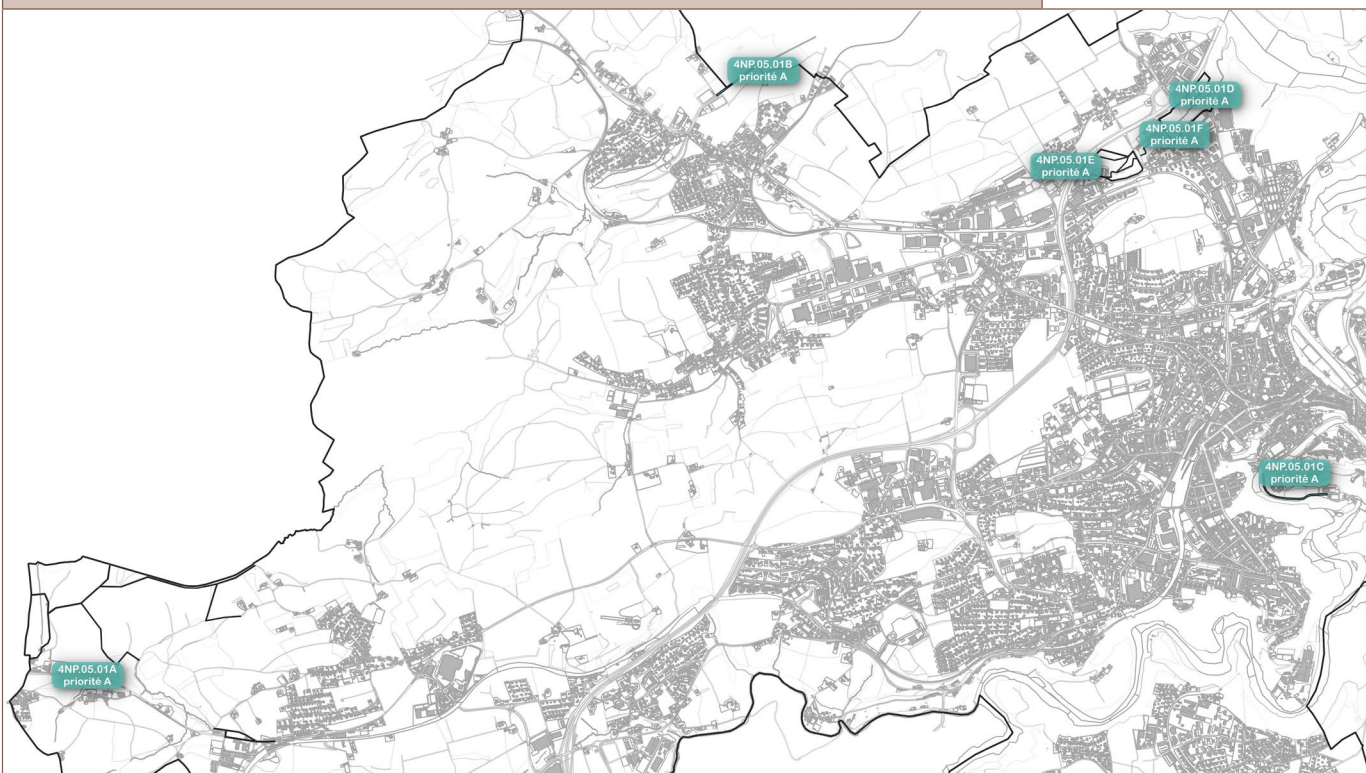 4NP.05.01B
priorité A
4NP.05.01D
priorité A
4NP.05.01F
priorité A
4NP.05.01E
priorité A
4NP.05.01C
priorité A
4NP.05.01A
priorité A